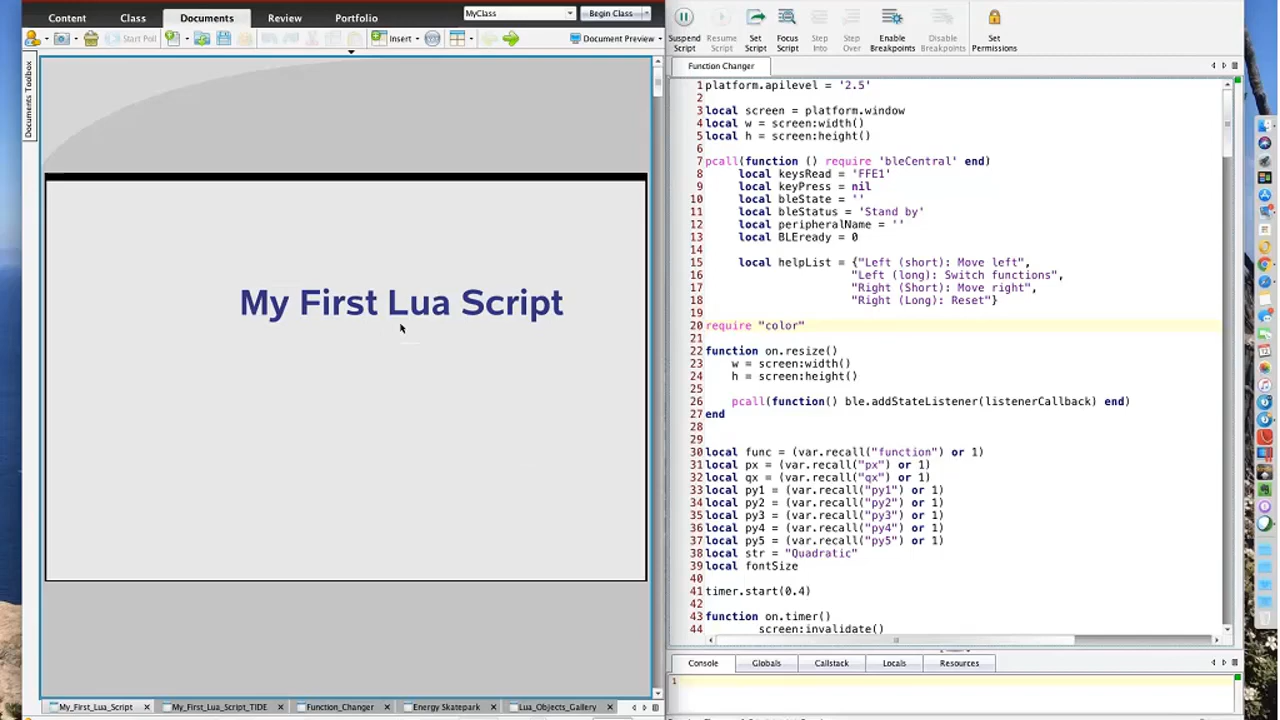 Content Class Documents Review Portfolio
MyClass Begin Class
Start Poll Insert Document Preview
Documents Toolbox
My First Lua Script
My_First_Lua_Script My_First_Lua_Script_TIDE Function_Changer Energy Skatepark Lua_Objects_Gallery
Suspend Script Resume Script Set Script Focus Script Step Into Step Over Enable Breakpoints Disable Breakpoints Set Permissions
Function Changer
1 platform.apilevel = '2.5'
2
3 local screen = platform.window
4 local w = screen:width()
5 local h = screen:height()
6
7 pcall(function () require 'bleCentral' end)
8 local keysRead = 'FFE1'
9 local keyPress = nil
10 local bleState = ''
11 local bleStatus = 'Stand by'
12 local peripheralName = ''
13 local BLEready = 0
14
15 local helpList = {"Left (short): Move left",
16 "Left (long): Switch functions",
17 "Right (Short): Move right",
18 "Right (Long): Reset"}
19
20 require "color"
21
22 function on.resize()
23 w = screen:width()
24 h = screen:height()
25
26 pcall(function() ble.addStateListener(listenerCallback) end)
27 end
28
29
30 local func = (var.recall("function") or 1)
31 local px = (var.recall("px") or 1)
32 local qx = (var.recall("qx") or 1)
33 local py1 = (var.recall("py1") or 1)
34 local py2 = (var.recall("py2") or 1)
35 local py3 = (var.recall("py3") or 1)
36 local py4 = (var.recall("py4") or 1)
37 local py5 = (var.recall("py5") or 1)
38 local str = "Quadratic"
39 local fontSize
40
41 timer.start(0.4)
42
43 function on.timer()
44 screen:invalidate()
Console Globals Callstack Locals Resources
1